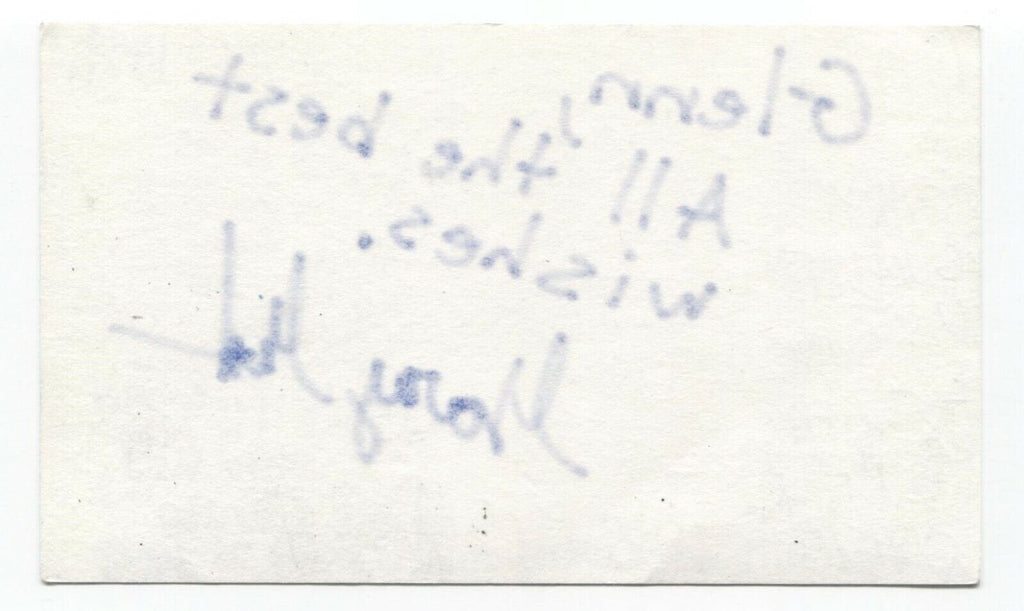 Glenn,
All the best
wishes.